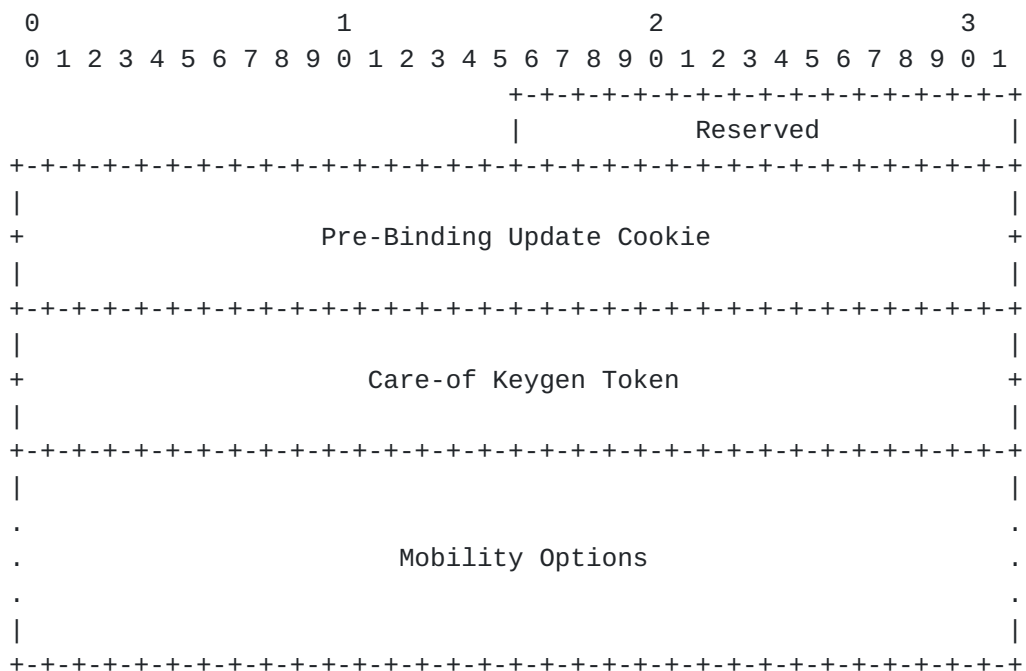 0                   1                   2                   3
 0 1 2 3 4 5 6 7 8 9 0 1 2 3 4 5 6 7 8 9 0 1 2 3 4 5 6 7 8 9 0 1
                                +-+-+-+-+-+-+-+-+-+-+-+-+-+-+-+-+
                                |           Reserved            |
+-+-+-+-+-+-+-+-+-+-+-+-+-+-+-+-+-+-+-+-+-+-+-+-+-+-+-+-+-+-+-+-+
|                                                               |
+                   Pre-Binding Update Cookie                   +
|                                                               |
+-+-+-+-+-+-+-+-+-+-+-+-+-+-+-+-+-+-+-+-+-+-+-+-+-+-+-+-+-+-+-+-+
|                                                               |
+                      Care-of Keygen Token                     +
|                                                               |
+-+-+-+-+-+-+-+-+-+-+-+-+-+-+-+-+-+-+-+-+-+-+-+-+-+-+-+-+-+-+-+-+
|                                                               |
.                                                               .
.                        Mobility Options                       .
.                                                               .
|                                                               |
+-+-+-+-+-+-+-+-+-+-+-+-+-+-+-+-+-+-+-+-+-+-+-+-+-+-+-+-+-+-+-+-+